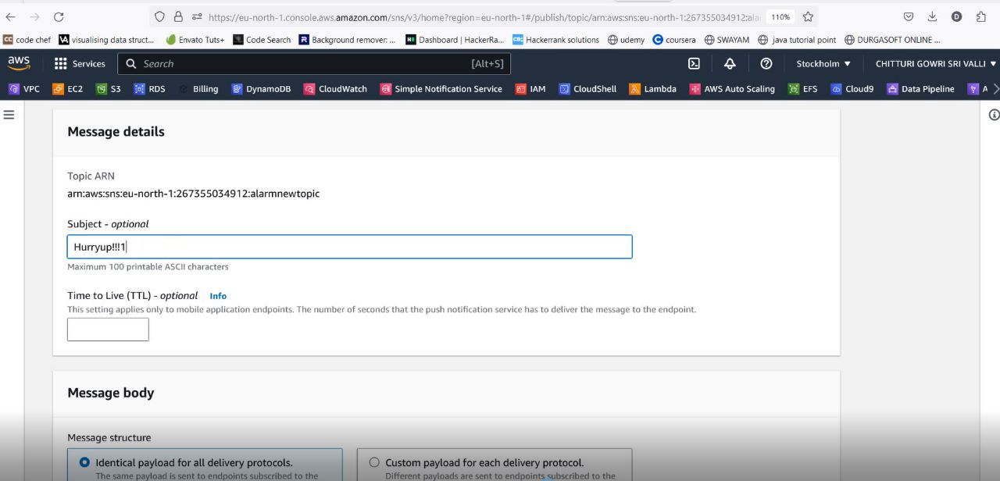 https://eu-north-1.console.aws.amazon.com/sns/v3/home?region=eu-north-1#/publish/topic/arn:aws:sns:eu-north-1:267355034912:ala 110%
code chef visualising data struct... Envato Tuts+ Code Search Background remover: ... Dashboard | HackerRa... Hackerrank solutions udemy coursera SWAYAM java tutorial point DURGASOFT ONLINE ...
aws Services Search [Alt+S] Stockholm CHITTURI GOWRI SRI VALLI
VPC EC2 S3 RDS Billing DynamoDB CloudWatch Simple Notification Service IAM CloudShell Lambda AWS Auto Scaling EFS Cloud9 Data Pipeline A
Message details
Topic ARN
arn:aws:sns:eu-north-1:267355034912:alarmnewtopic
Subject - optional
Hurryup!!!1
Maximum 100 printable ASCII characters
Time to Live (TTL) - optional Info
This setting applies only to mobile application endpoints. The number of seconds that the push notification service has to deliver the message to the endpoint.
Message body
Message structure
Identical payload for all delivery protocols. Custom payload for each delivery protocol.
The same payload is sent to endpoints subscribed to the Different payloads are sent to endpoints subscribed to the